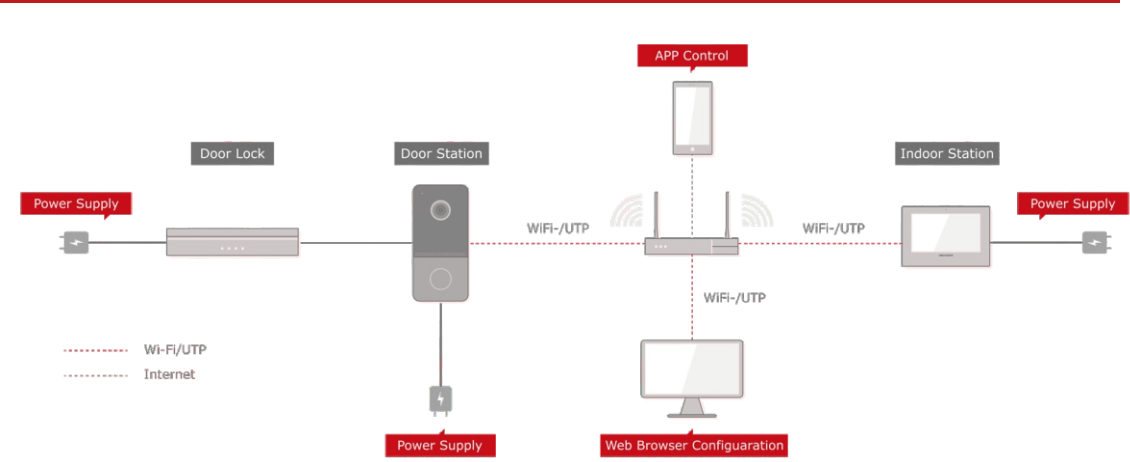 APP Control
Door Lock
Door Station
Indoor Station
Power Supply
Power Supply
WiFi-/UTP
WiFi-/UTP
WiFi-/UTP
Wi-Fi/UTP
Internet
Power Supply
Web Browser Configuaration